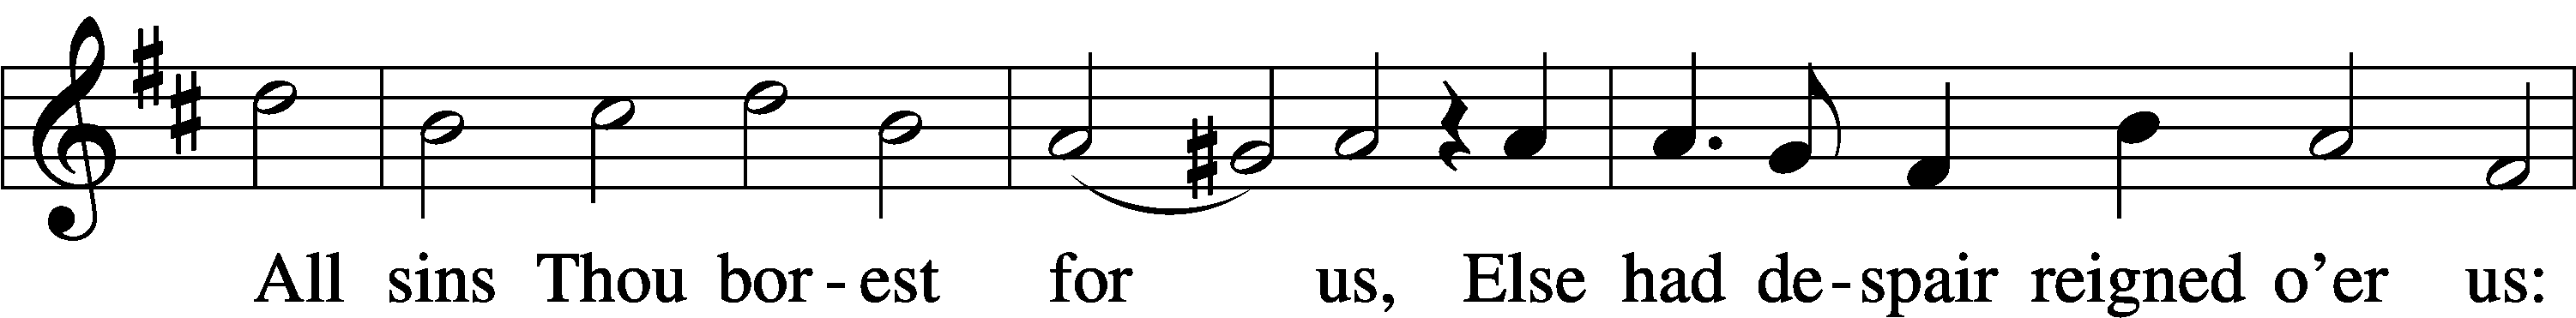 All sins Thou bor - est for us, Else had de - spair reigned o’er us: